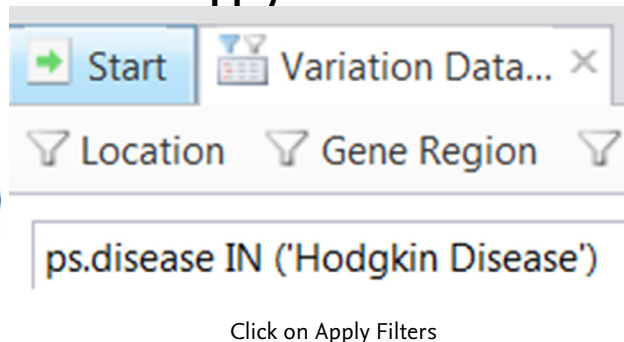 Start Variation Data...
Location Gene Region
ps.disease IN ('Hodgkin Disease')
Click on Apply Filters